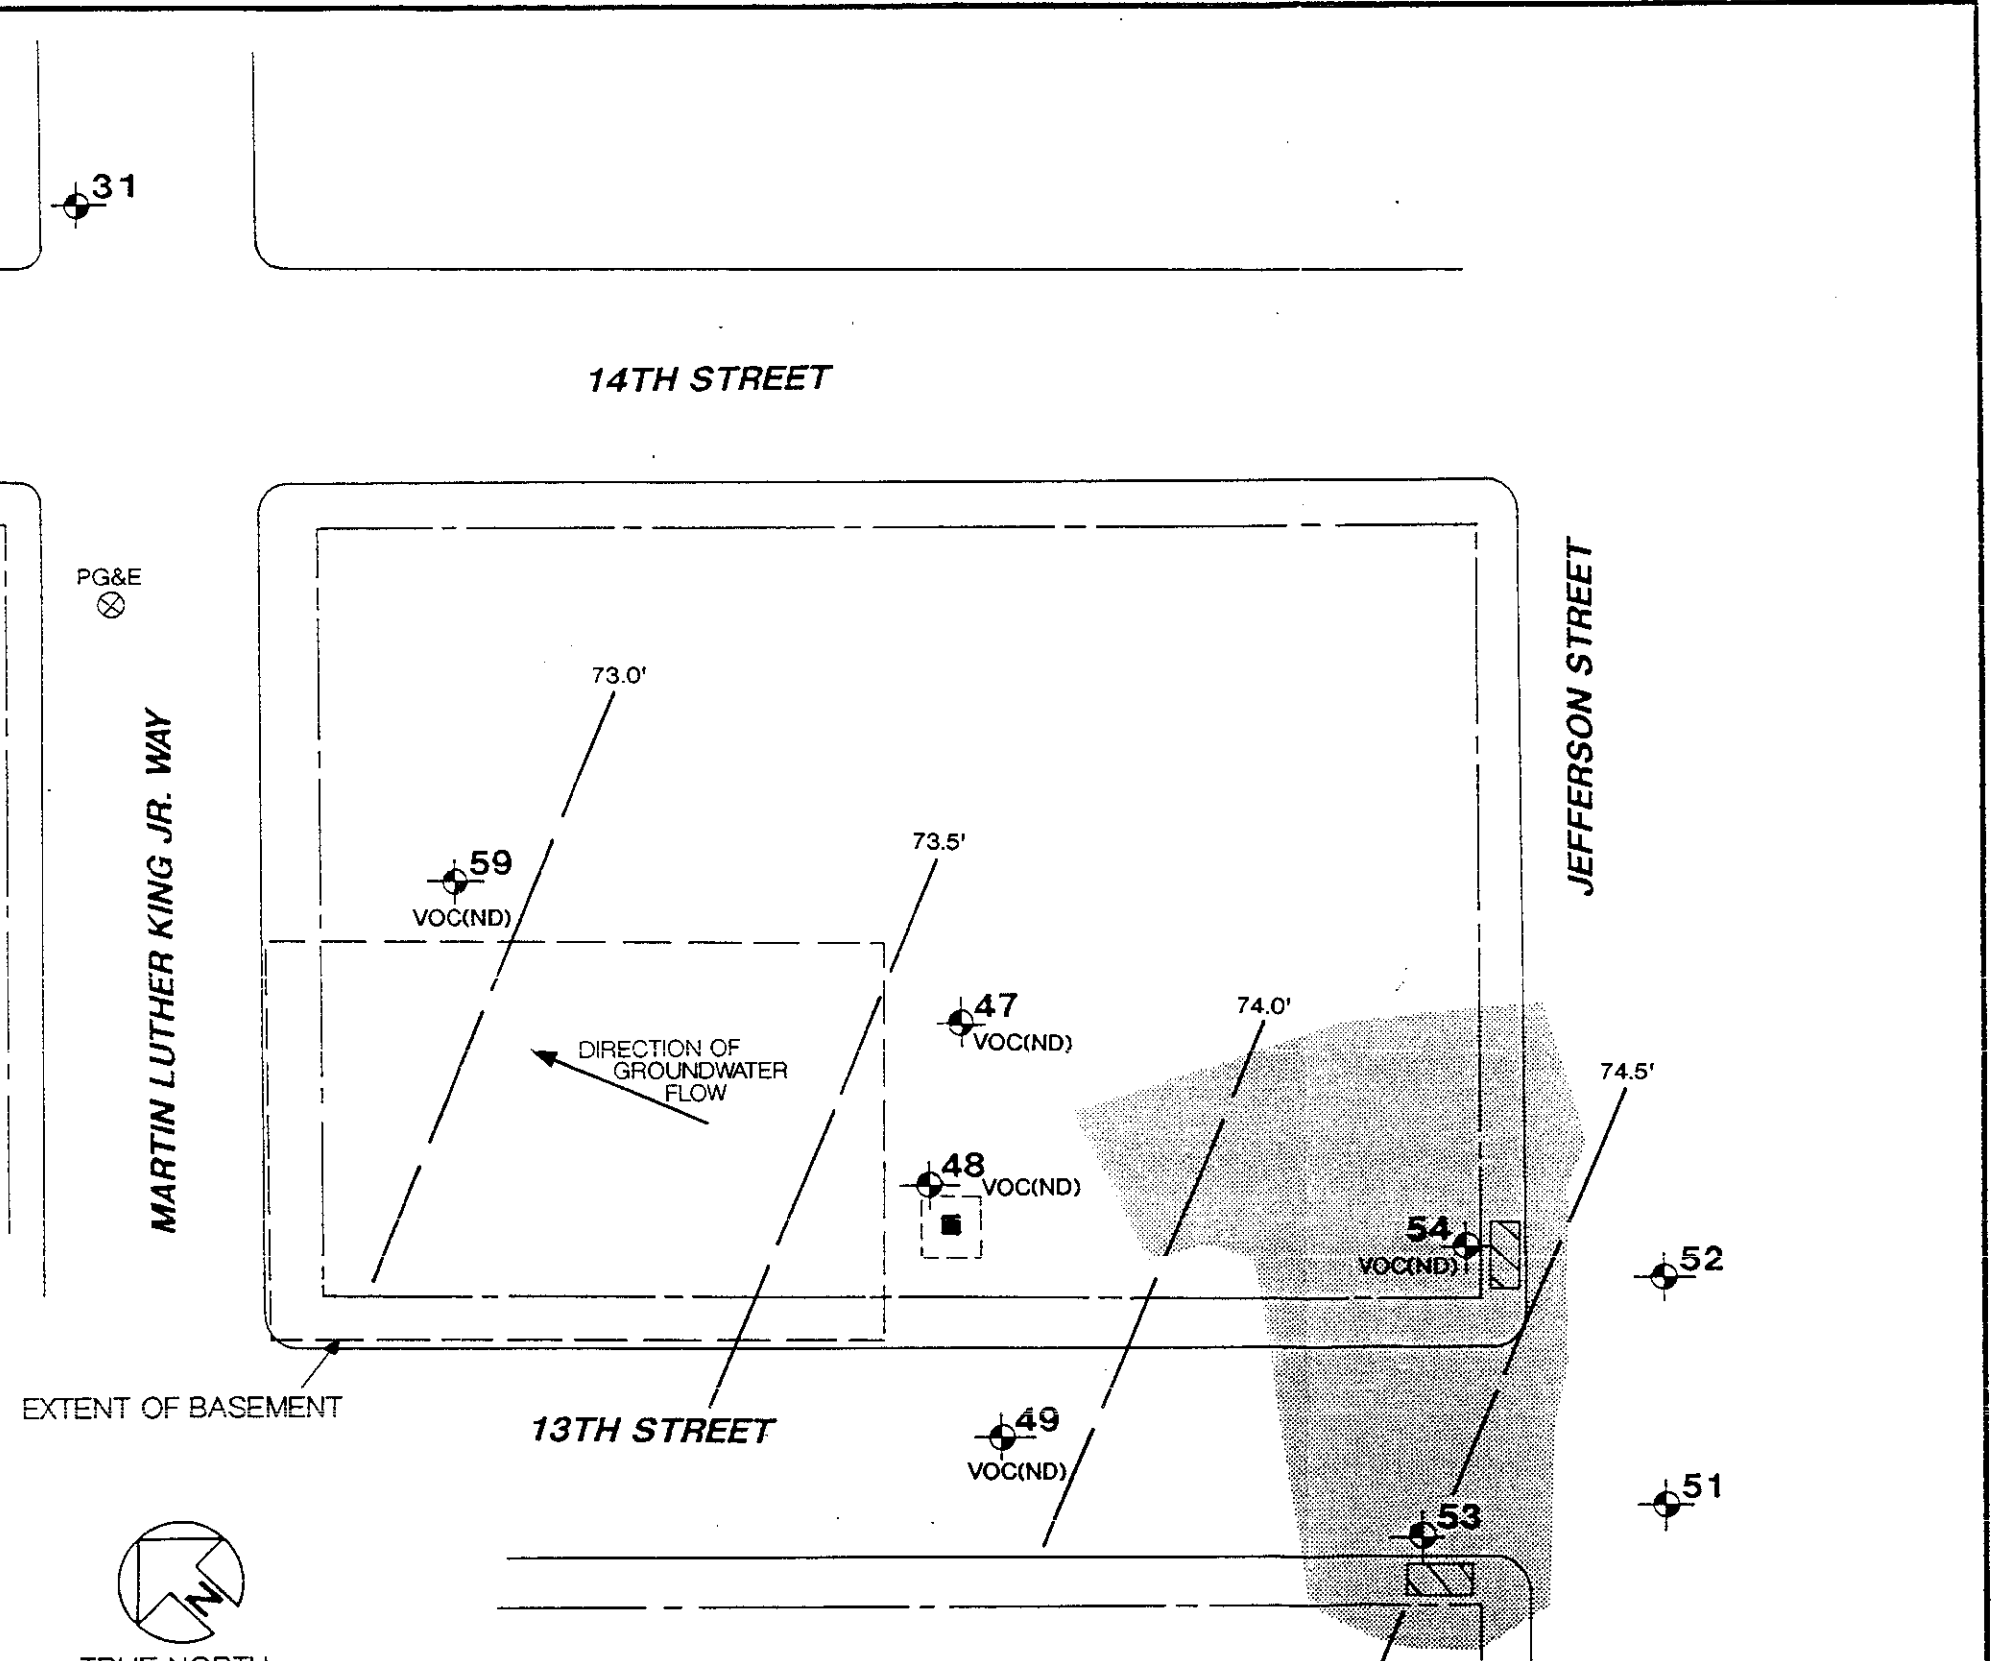 31
14TH STREET
PG&E
JEFFERSON STREET
73.0'
MARTIN LUTHER KING JR. WAY
73.5'
59
VOC(ND)
47
VOC(ND)
74.0'
DIRECTION OF
GROUNDWATER
FLOW
74.5'
48
VOC(ND)
54
VOC(ND)
52
EXTENT OF BASEMENT
13TH STREET
49
VOC(ND)
51
53
N
TRUE NORTH